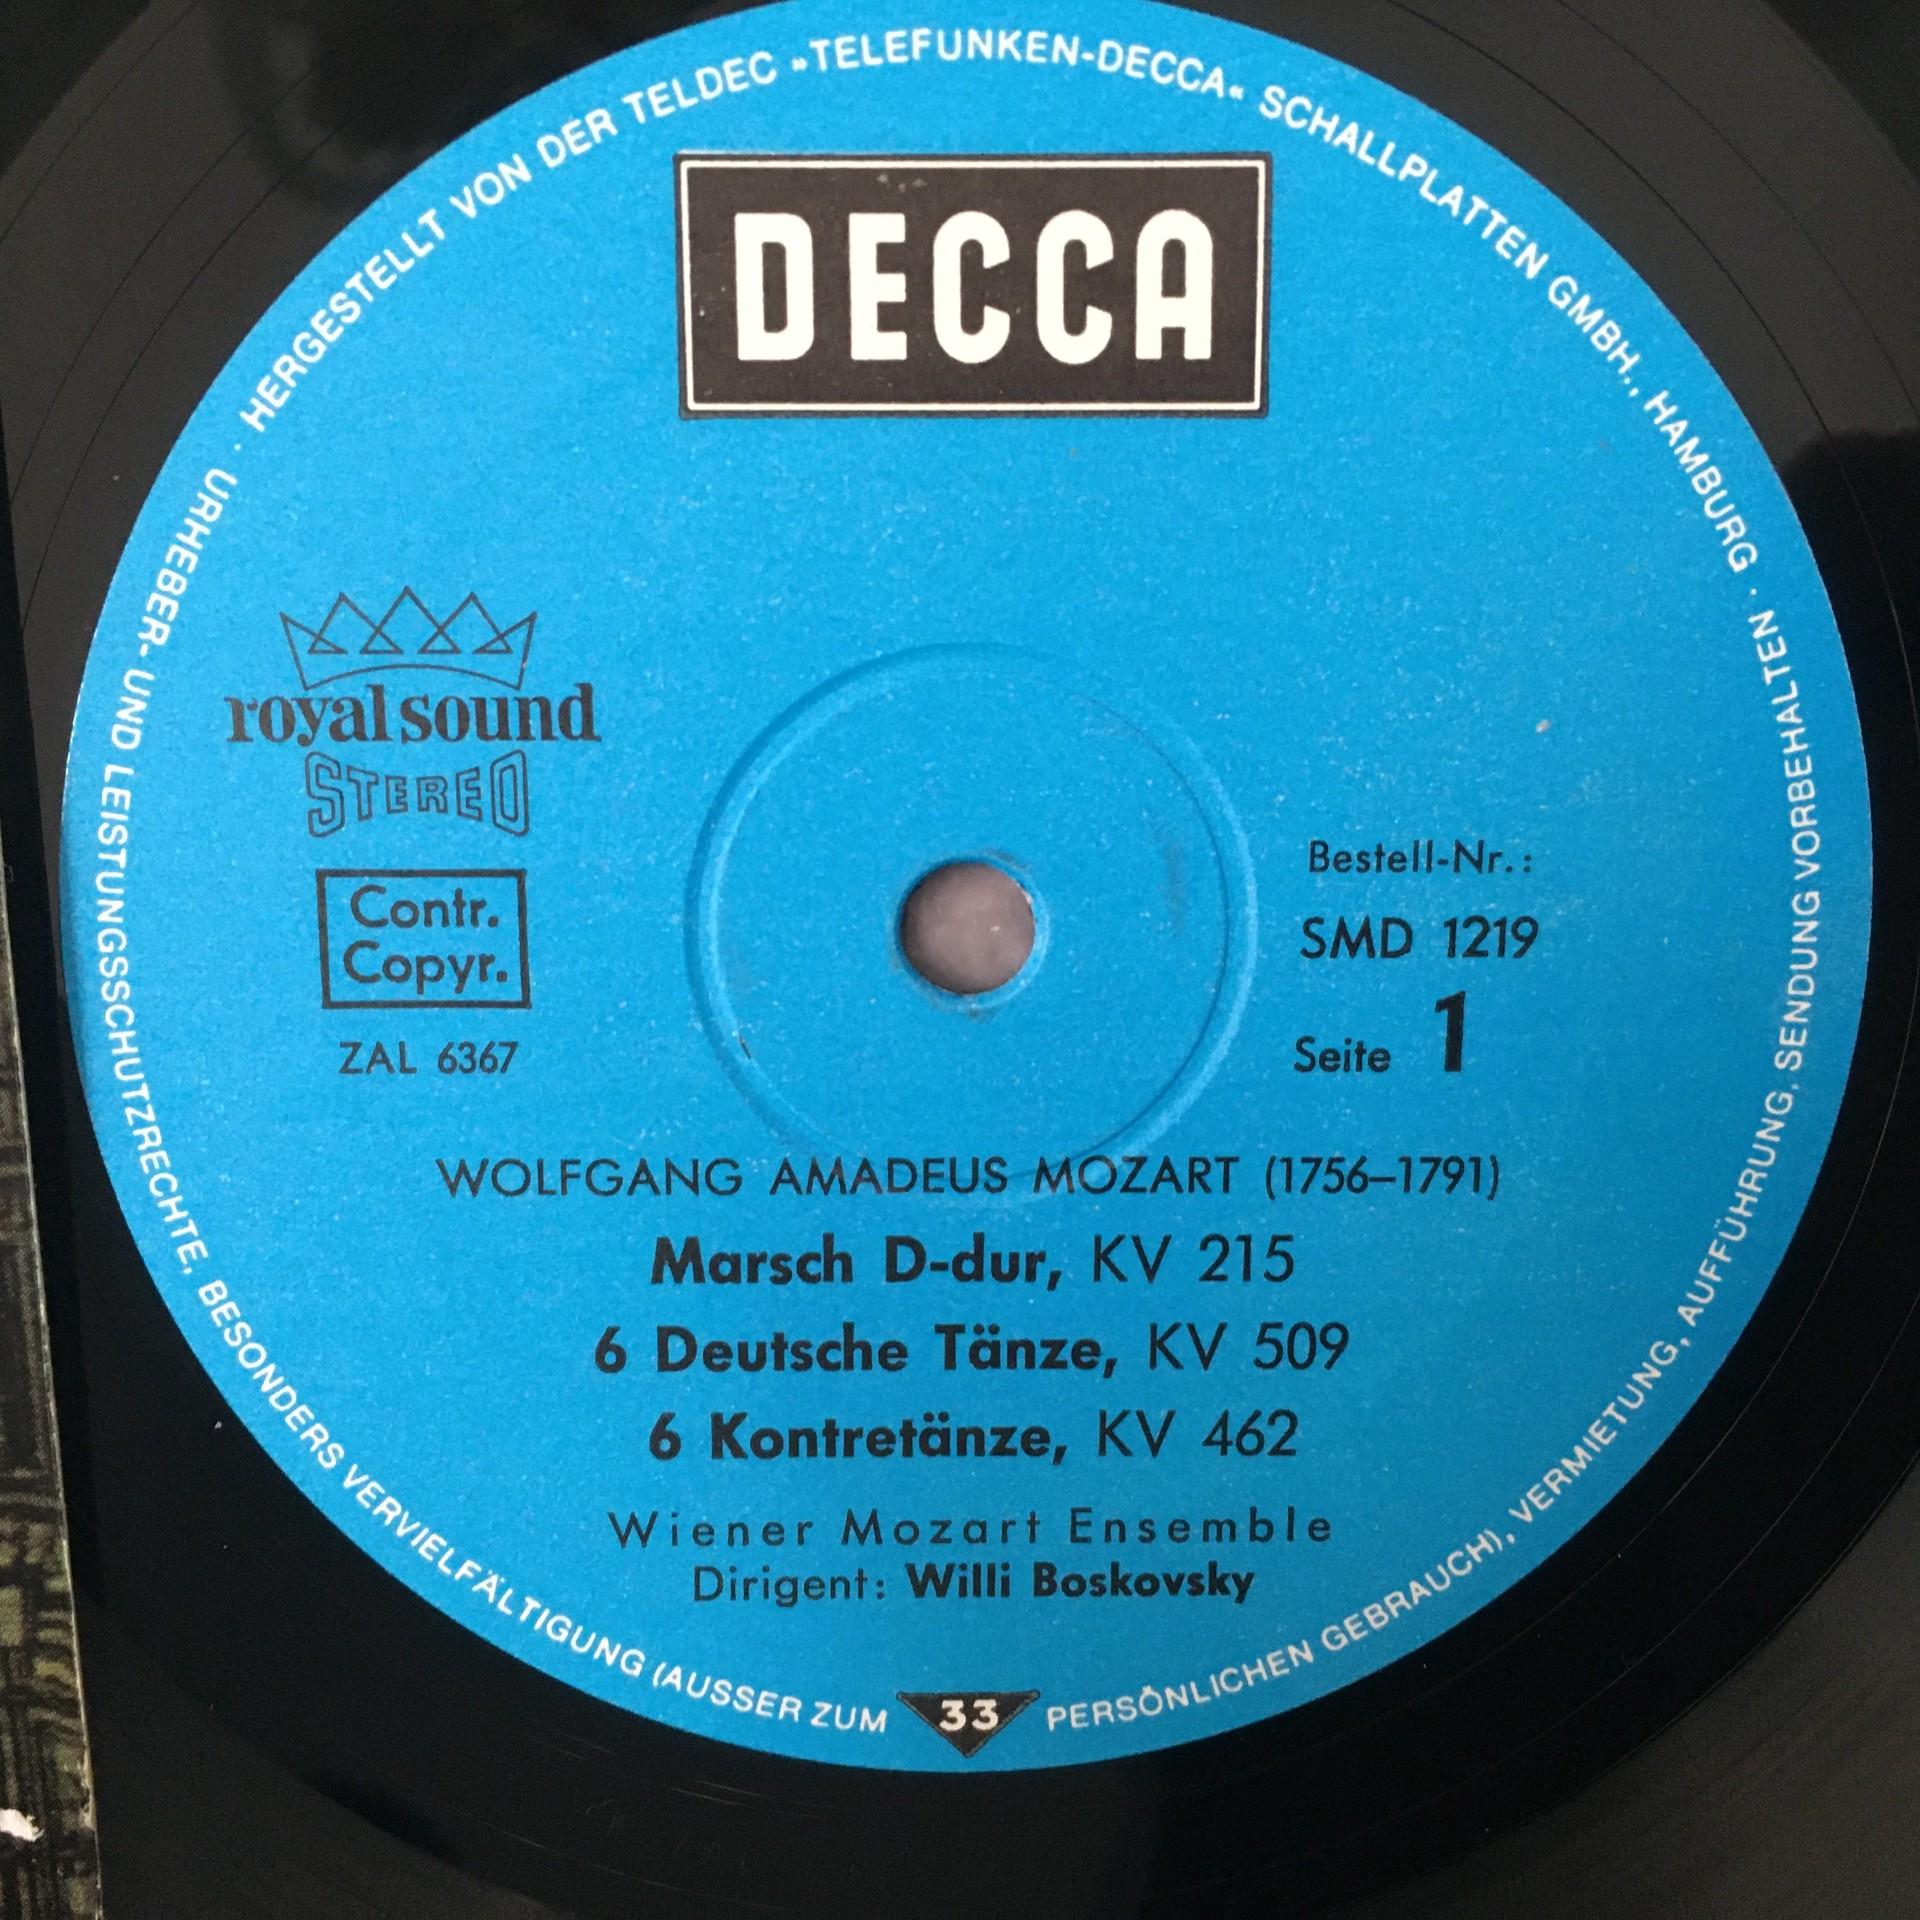 HERGESTELLT VON DER TELDEC »TELEFUNKEN-DECCA« SCHALLPLATTEN GMBH., HAMBURG ·
URHEBER- UND LEISTUNGSSCHUTZRECHTE, BESONDERS VERVIELFÄLTIGUNG (AUSSER ZUM PERSÖNLICHEN GEBRAUCH), VERMIETUNG, AUFFÜHRUNG, SENDUNG VORBEHALTEN ·
DECCA
royal sound
STEREO
Contr.
Copyr.
ZAL 6367
Bestell-Nr.:
SMD 1219
Seite 1
WOLFGANG AMADEUS MOZART (1756–1791)
Marsch D-dur, KV 215
6 Deutsche Tänze, KV 509
6 Kontretänze, KV 462
Wiener Mozart Ensemble
Dirigent: Willi Boskovsky
33